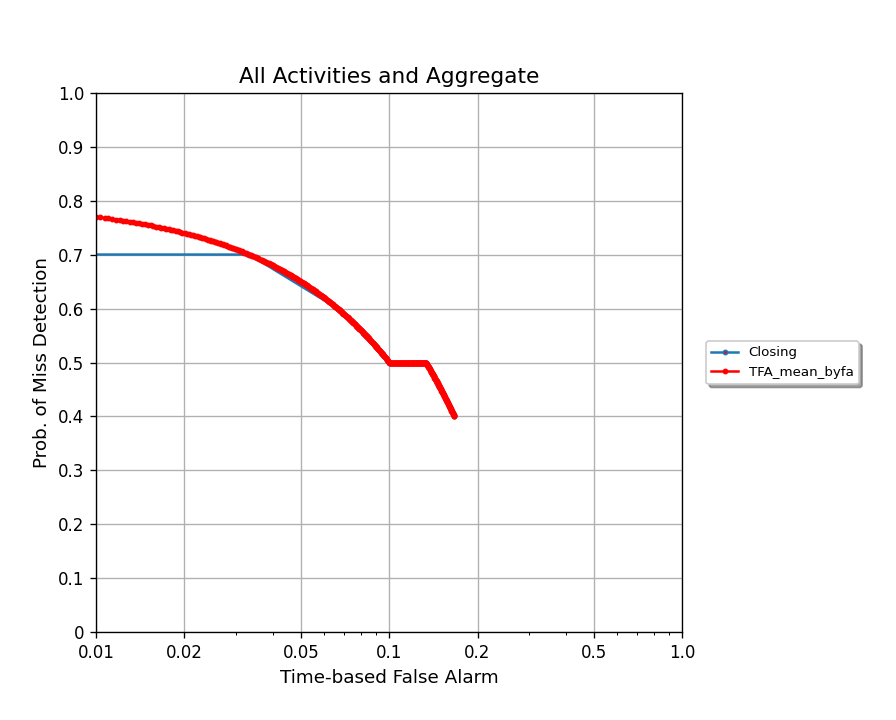 All Activities and Aggregate
1.0
0.9
0.8
0.7
0.6
0.5
0.4
0.3
0.2
0.1
0
Prob. of Miss Detection
0.01 0.02 0.05 0.1 0.2 0.5 1.0
Time-based False Alarm
Closing
TFA_mean_byfa